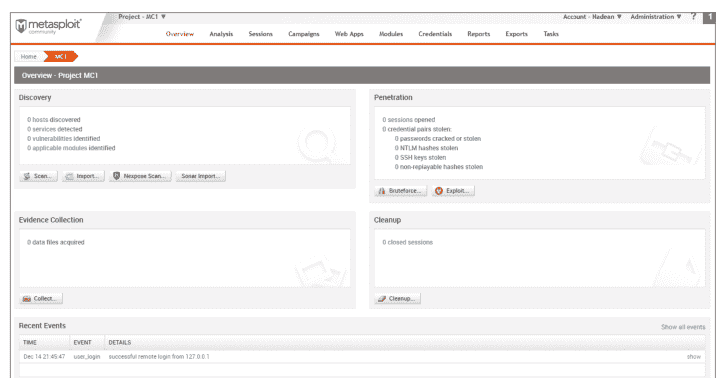 metasploit®
community
Project - MC1 ▼
Account - Nadean ▼ Administration ▼ ? 1
Overview Analysis Sessions Campaigns Web Apps Modules Credentials Reports Exports Tasks
Home MC1
Overview - Project MC1
Discovery
0 hosts discovered
0 services detected
0 vulnerabilities identified
0 applicable modules identified
Scan... Import... Nexpose Scan... Sonar Import...
Penetration
0 sessions opened
0 credential pairs stolen:
0 passwords cracked or stolen
0 NTLM hashes stolen
0 SSH keys stolen
0 non-replayable hashes stolen
Bruteforce... Exploit...
Evidence Collection
0 data files acquired
Collect...
Cleanup
0 closed sessions
Cleanup...
Recent Events
Show all events
TIME EVENT DETAILS
Dec 14 21:45:47 user_login successful remote login from 127.0.0.1 show